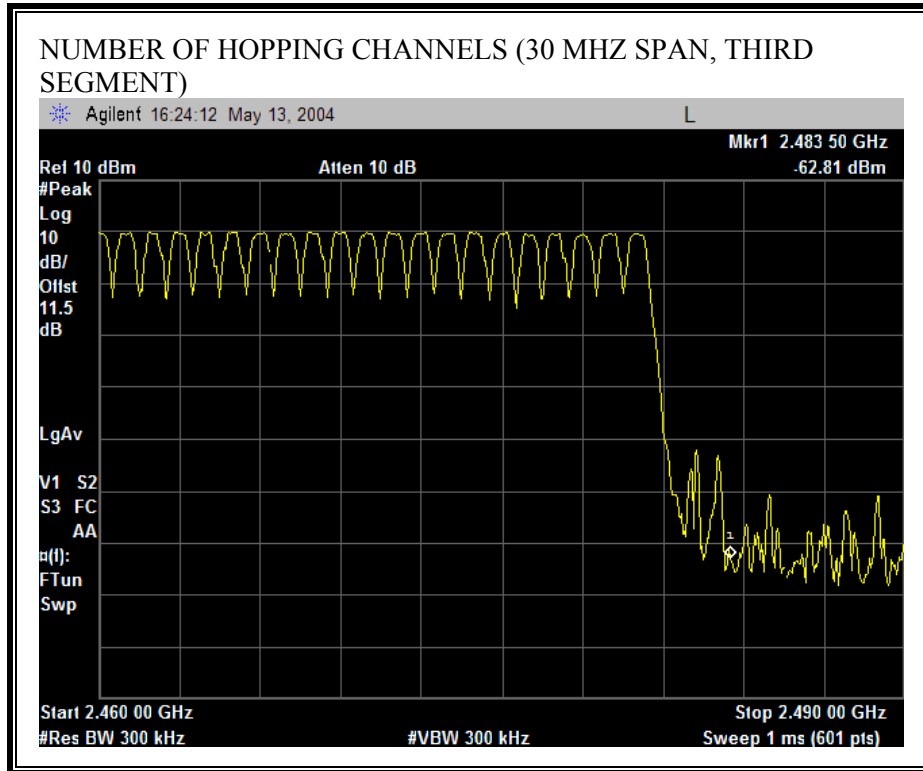 NUMBER OF HOPPING CHANNELS (30 MHZ SPAN, THIRD
SEGMENT)
Agilent 16:24:12 May 13, 2004 L
Mkr1 2.483 50 GHz
Ref 10 dBm Atten 10 dB -62.81 dBm
#Peak
Log
10
dB/
Offst
11.5
dB
LgAv
V1 S2
S3 FC
AA
¤(f):
FTun
Swp
1
Start 2.460 00 GHz Stop 2.490 00 GHz
#Res BW 300 kHz #VBW 300 kHz Sweep 1 ms (601 pts)